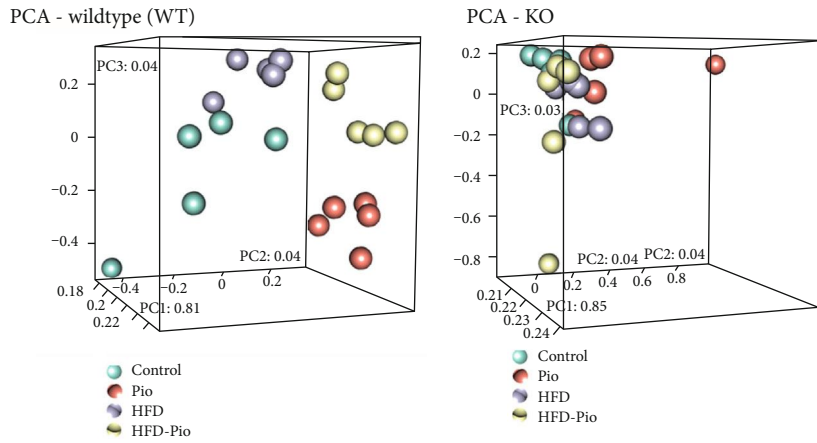 PCA - wildtype (WT)
PC3: 0.04
0.2
0
−0.2
−0.4
PC2: 0.04
−0.4
−0.2
0
0.2
0.18
0.2
0.22
PC1: 0.81
Control
Pio
HFD
HFD-Pio
PCA - KO
0.2
0
PC3: 0.03
−0.2
−0.4
−0.6
−0.8
PC2: 0.04
PC2: 0.04
0
0.2
0.4
0.6
0.8
0.21
0.22
0.23
0.24
PC1: 0.85
Control
Pio
HFD
HFD-Pio